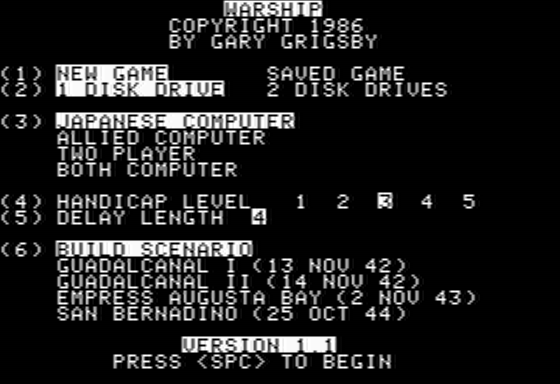 WARSHIP
COPYRIGHT 1986
BY GARY GRIGSBY
(1) NEW GAME SAVED GAME
(2) 1 DISK DRIVE 2 DISK DRIVES
(3) JAPANESE COMPUTER
ALLIED COMPUTER
TWO PLAYER
BOTH COMPUTER
(4) HANDICAP LEVEL 1 2 3 4 5
(5) DELAY LENGTH 4
(6) BUILD SCENARIO
GUADALCANAL I (13 NOV 42)
GUADALCANAL II (14 NOV 42)
EMPRESS AUGUSTA BAY (2 NOV 43)
SAN BERNADINO (25 OCT 44)
VERSION 1.1
PRESS <SPC> TO BEGIN